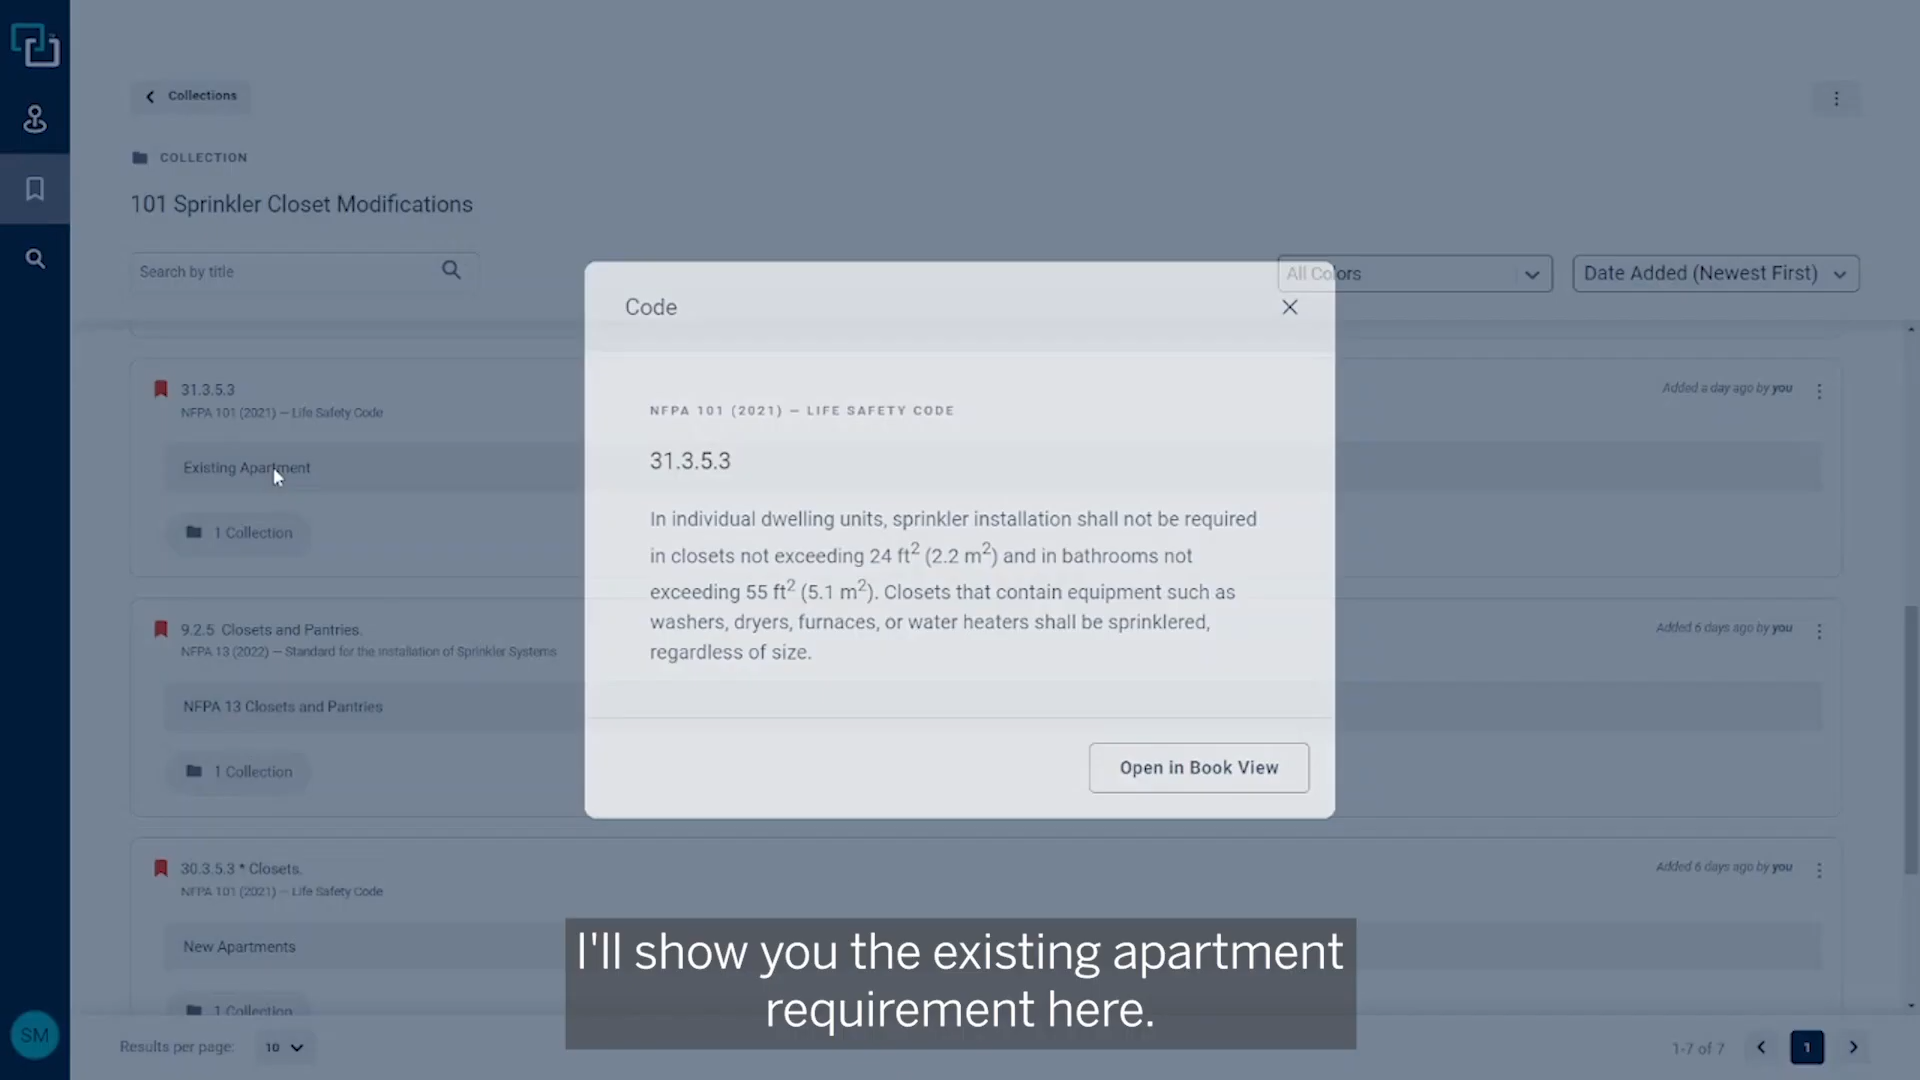 Collections
COLLECTION
101 Sprinkler Closet Modifications
Search by title
All Colors
Date Added (Newest First)
31.3.5.3
Added a day ago by you
NFPA 101 (2021) — Life Safety Code
Existing Apartment
1 Collection
9.2.5 Closets and Pantries.
Added 6 days ago by you
NFPA 13 (2022) — Standard for the Installation of Sprinkler Systems
NFPA 13 Closets and Pantries
1 Collection
30.3.5.3 * Closets.
Added 6 days ago by you
NFPA 101 (2021) — Life Safety Code
New Apartments
1 Collection
Code
NFPA 101 (2021) — LIFE SAFETY CODE
31.3.5.3
In individual dwelling units, sprinkler installation shall not be required
in closets not exceeding 24 ft² (2.2 m²) and in bathrooms not
exceeding 55 ft² (5.1 m²). Closets that contain equipment such as
washers, dryers, furnaces, or water heaters shall be sprinklered,
regardless of size.
Open in Book View
I'll show you the existing apartment
requirement here.
SM
Results per page: 10
1-7 of 7
1